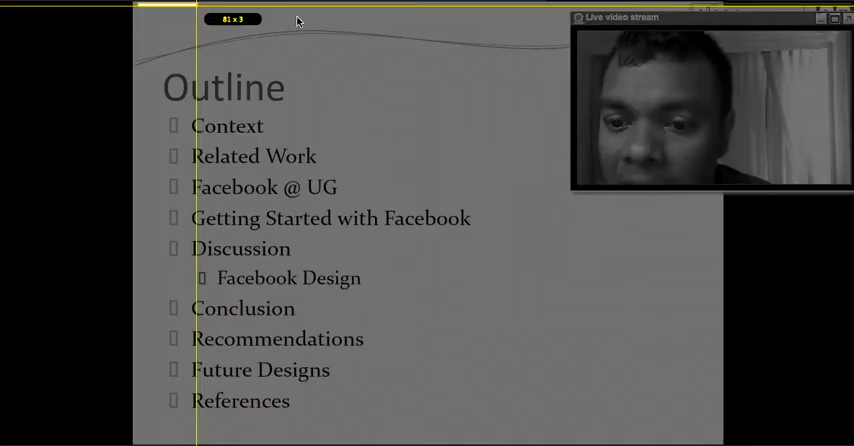 81 x 3
Live video stream
Outline
Context
Related Work
Facebook @ UG
Getting Started with Facebook
Discussion
Facebook Design
Conclusion
Recommendations
Future Designs
References